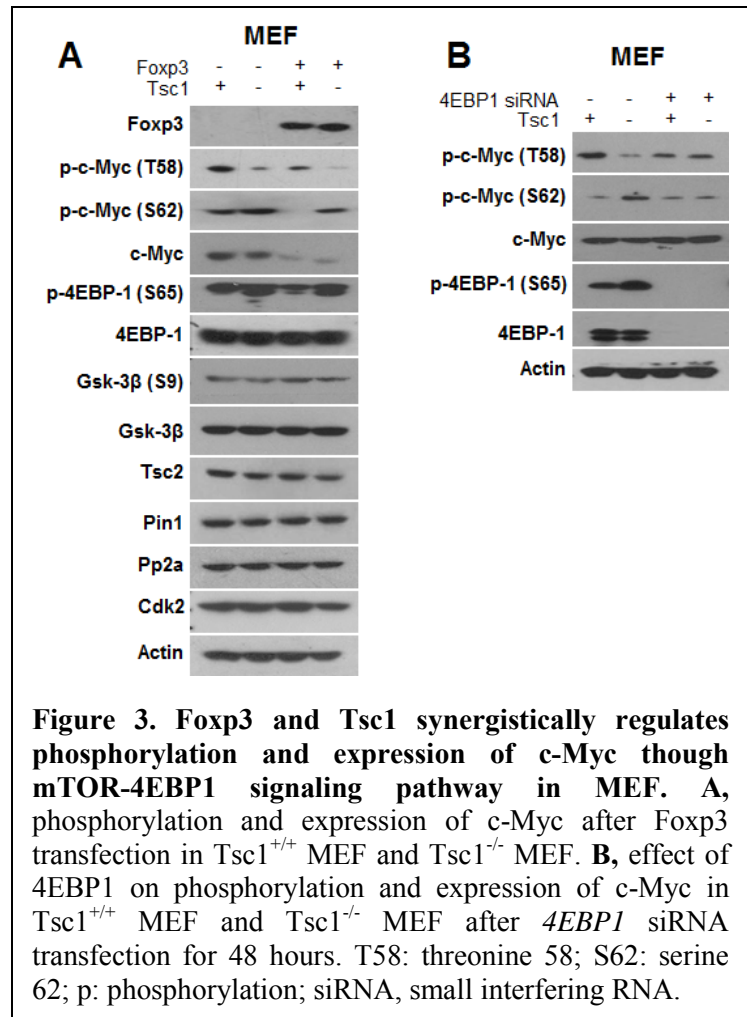 A
MEF
Foxp3 - - + +
Tsc1 + - + -
Foxp3
p-c-Myc (T58)
p-c-Myc (S62)
c-Myc
p-4EBP-1 (S65)
4EBP-1
Gsk-3β (S9)
Gsk-3β
Tsc2
Pin1
Pp2a
Cdk2
Actin
B
MEF
4EBP1 siRNA - - + +
Tsc1 + - + -
p-c-Myc (T58)
p-c-Myc (S62)
c-Myc
p-4EBP-1 (S65)
4EBP-1
Actin
Figure 3. Foxp3 and Tsc1 synergistically regulates
phosphorylation and expression of c-Myc though
mTOR-4EBP1 signaling pathway in MEF. A,
phosphorylation and expression of c-Myc after Foxp3
transfection in Tsc1+/+ MEF and Tsc1-/- MEF. B, effect of
4EBP1 on phosphorylation and expression of c-Myc in
Tsc1+/+ MEF and Tsc1-/- MEF after 4EBP1 siRNA
transfection for 48 hours. T58: threonine 58; S62: serine
62; p: phosphorylation; siRNA, small interfering RNA.